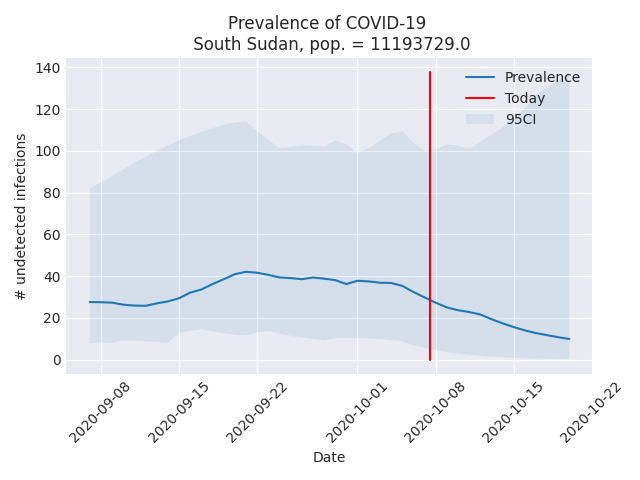 Prevalence of COVID-19
South Sudan, pop. = 11193729.0
140
120
100
80
60
40
20
0
# undetected infections
Prevalence
Today
95CI
2020-09-08
2020-09-15
2020-09-22
2020-10-01
2020-10-08
2020-10-15
2020-10-22
Date